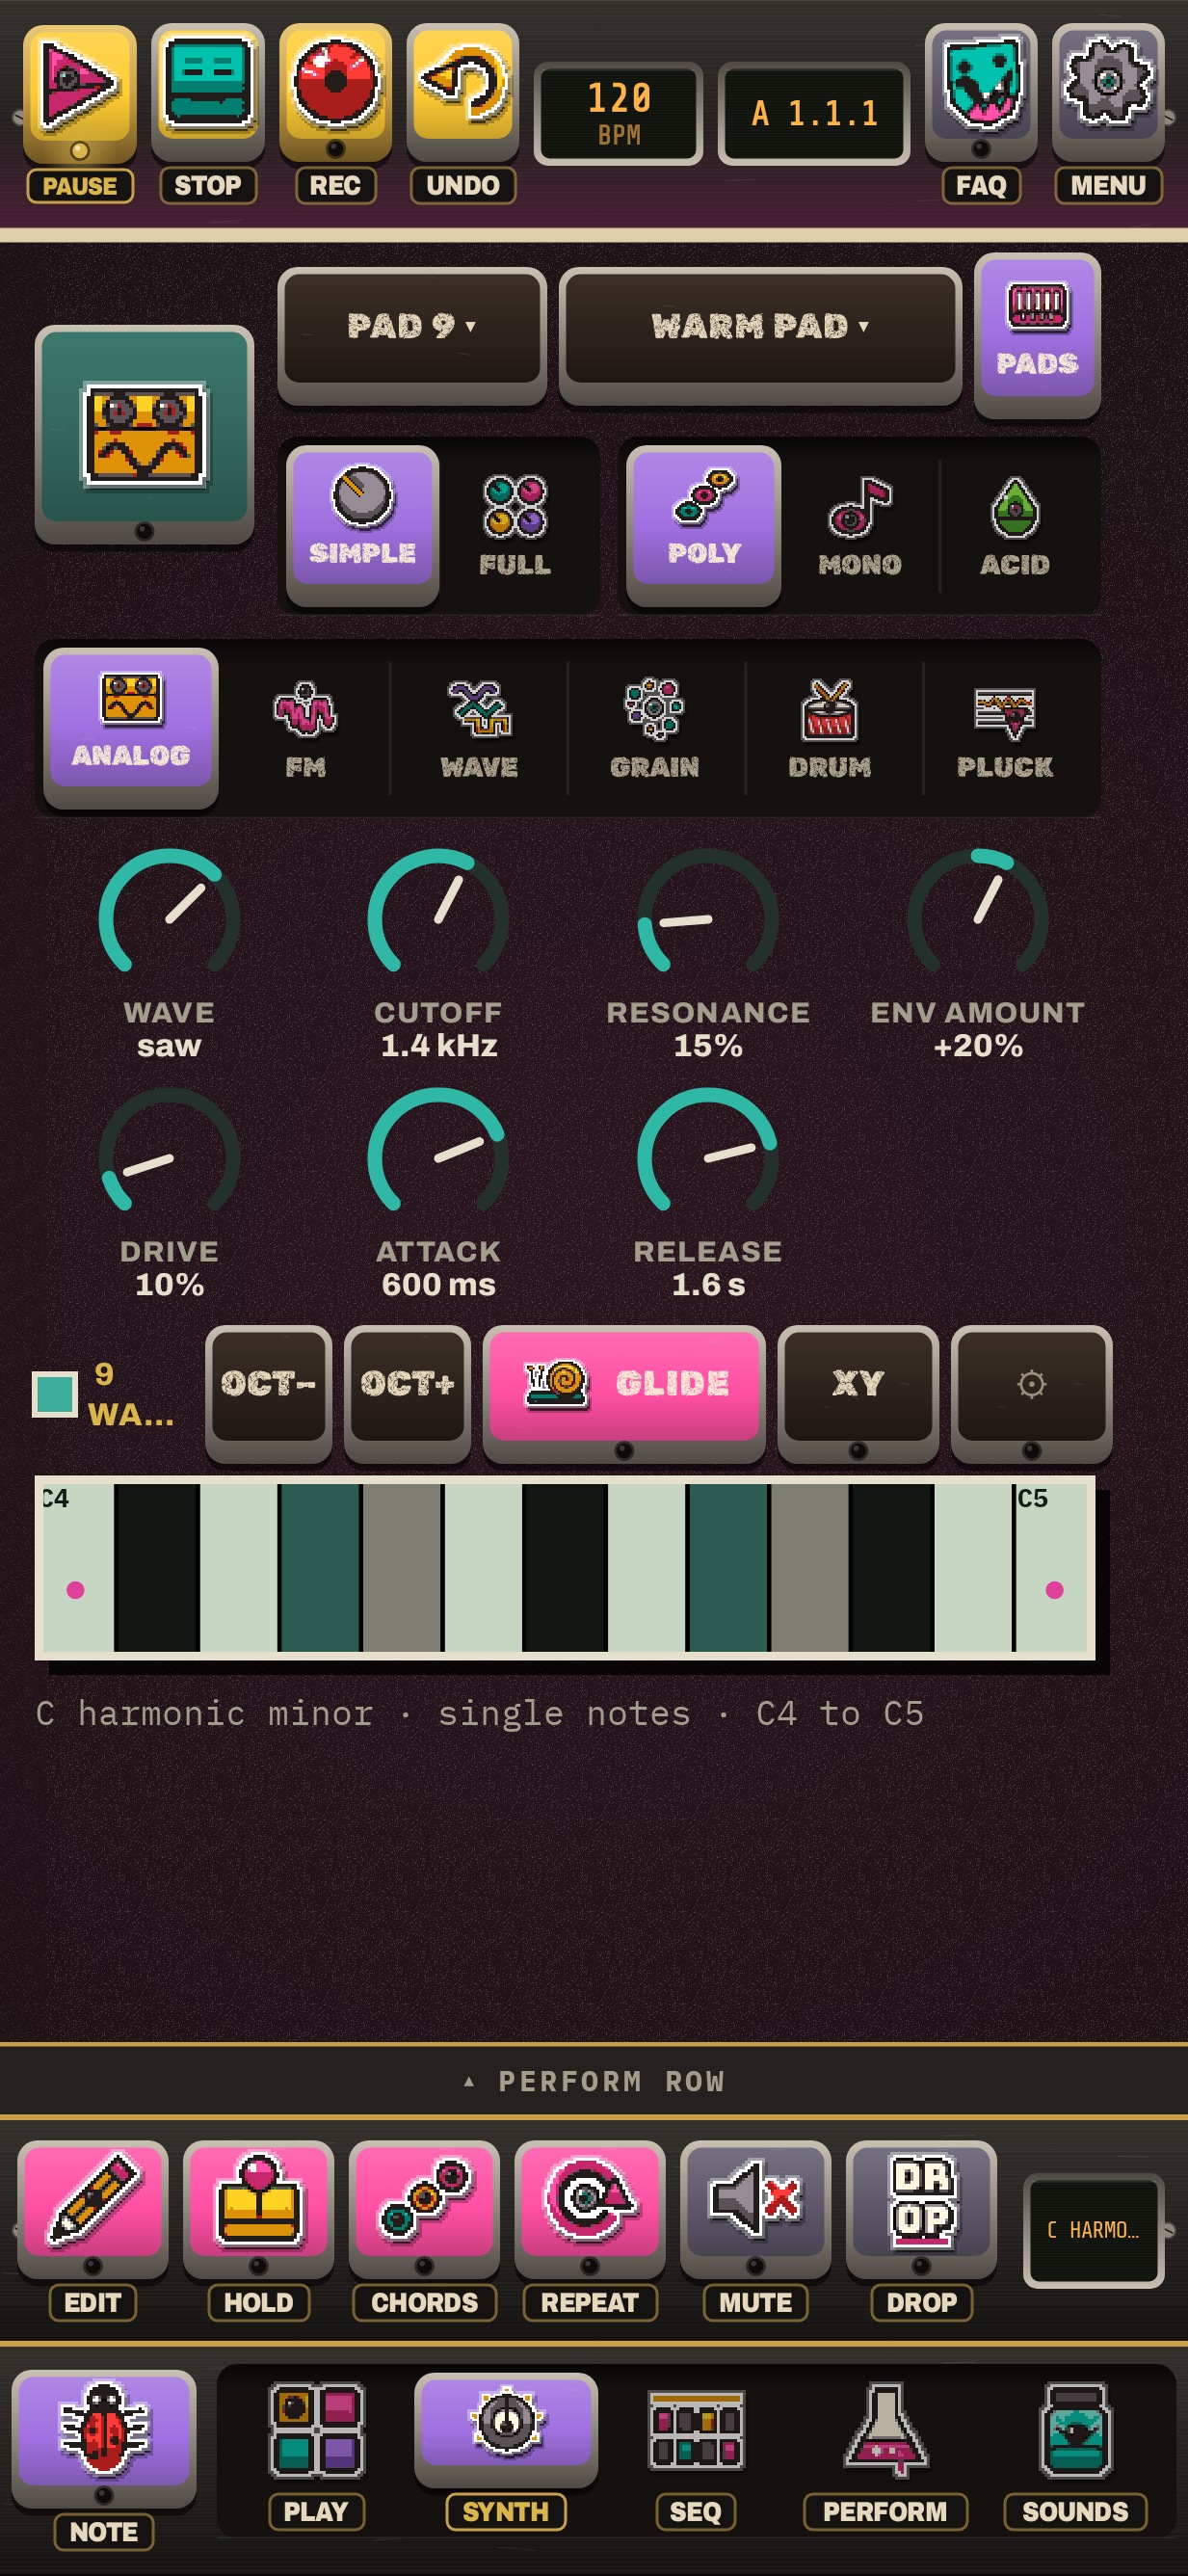 120
BPM
A 1.1.1
PAUSE
STOP
REC
UNDO
FAQ
MENU
PAD 9 ▾
WARM PAD ▾
PADS
SIMPLE
FULL
POLY
MONO
ACID
ANALOG
FM
WAVE
GRAIN
DRUM
PLUCK
WAVE
saw
CUTOFF
1.4 kHz
RESONANCE
15%
ENV AMOUNT
+20%
DRIVE
10%
ATTACK
600 ms
RELEASE
1.6 s
9
WA...
OCT-
OCT+
GLIDE
XY
C4
C5
C harmonic minor · single notes · C4 to C5
▴ PERFORM ROW
DR
OP
C HARMO...
EDIT
HOLD
CHORDS
REPEAT
MUTE
DROP
NOTE
PLAY
SYNTH
SEQ
PERFORM
SOUNDS